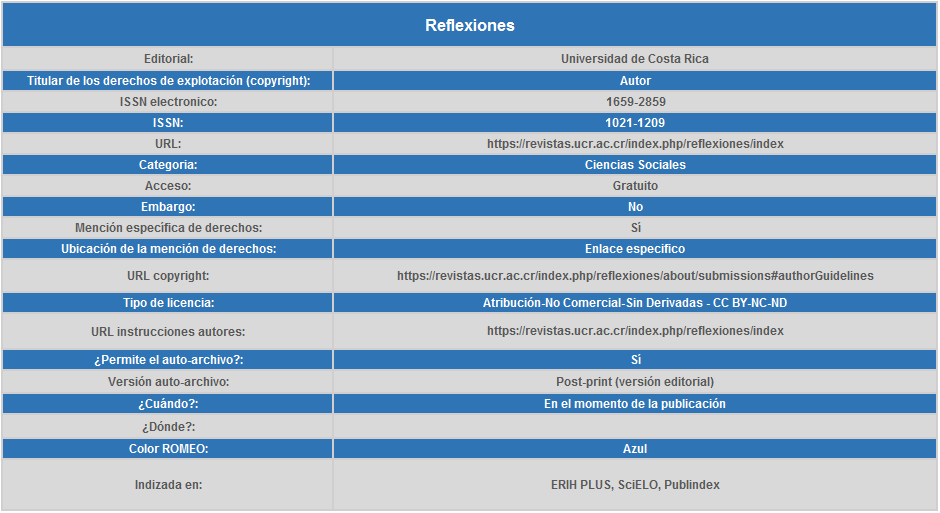 Reflexiones
Editorial: Universidad de Costa Rica
Titular de los derechos de explotación (copyright): Autor
ISSN electronico: 1659-2859
ISSN: 1021-1209
URL: https://revistas.ucr.ac.cr/index.php/reflexiones/index
Categoria: Ciencias Sociales
Acceso: Gratuito
Embargo: No
Mención especifica de derechos: Sí
Ubicación de la mención de derechos: Enlace especifico
URL copyright: https://revistas.ucr.ac.cr/index.php/reflexiones/about/submissions#authorGuidelines
Tipo de licencia: Atribución-No Comercial-Sin Derivadas - CC BY-NC-ND
URL instrucciones autores: https://revistas.ucr.ac.cr/index.php/reflexiones/index
¿Permite el auto-archivo?: Sí
Versión auto-archivo: Post-print (versión editorial)
¿Cuándo?: En el momento de la publicación
¿Dónde?:
Color ROMEO: Azul
Indizada en: ERIH PLUS, SciELO, Publindex